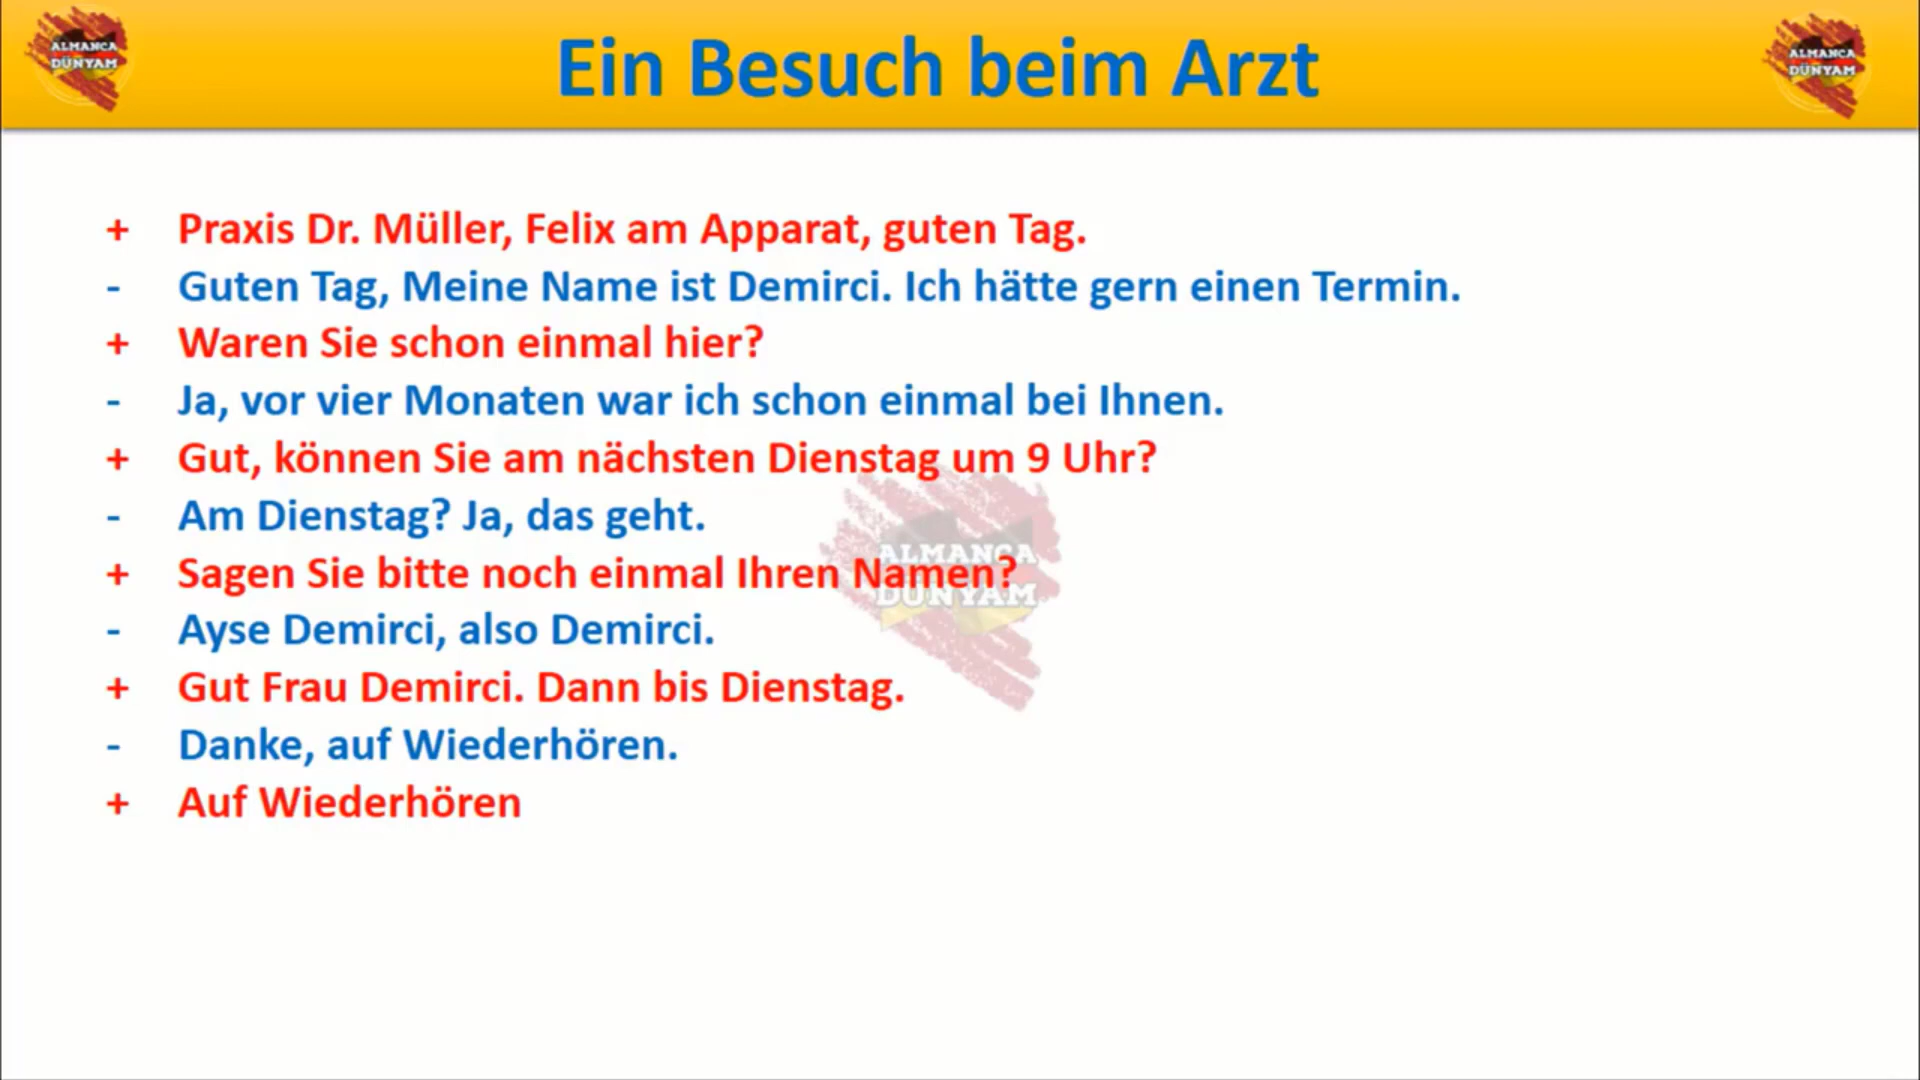 ALMANCA
DÜNYAM
Ein Besuch beim Arzt
ALMANCA
DÜNYAM
+ Praxis Dr. Müller, Felix am Apparat, guten Tag.
- Guten Tag, Meine Name ist Demirci. Ich hätte gern einen Termin.
+ Waren Sie schon einmal hier?
- Ja, vor vier Monaten war ich schon einmal bei Ihnen.
+ Gut, können Sie am nächsten Dienstag um 9 Uhr?
- Am Dienstag? Ja, das geht.
+ Sagen Sie bitte noch einmal Ihren Namen?
- Ayse Demirci, also Demirci.
+ Gut Frau Demirci. Dann bis Dienstag.
- Danke, auf Wiederhören.
+ Auf Wiederhören
ALMANCA
DÜNYAM